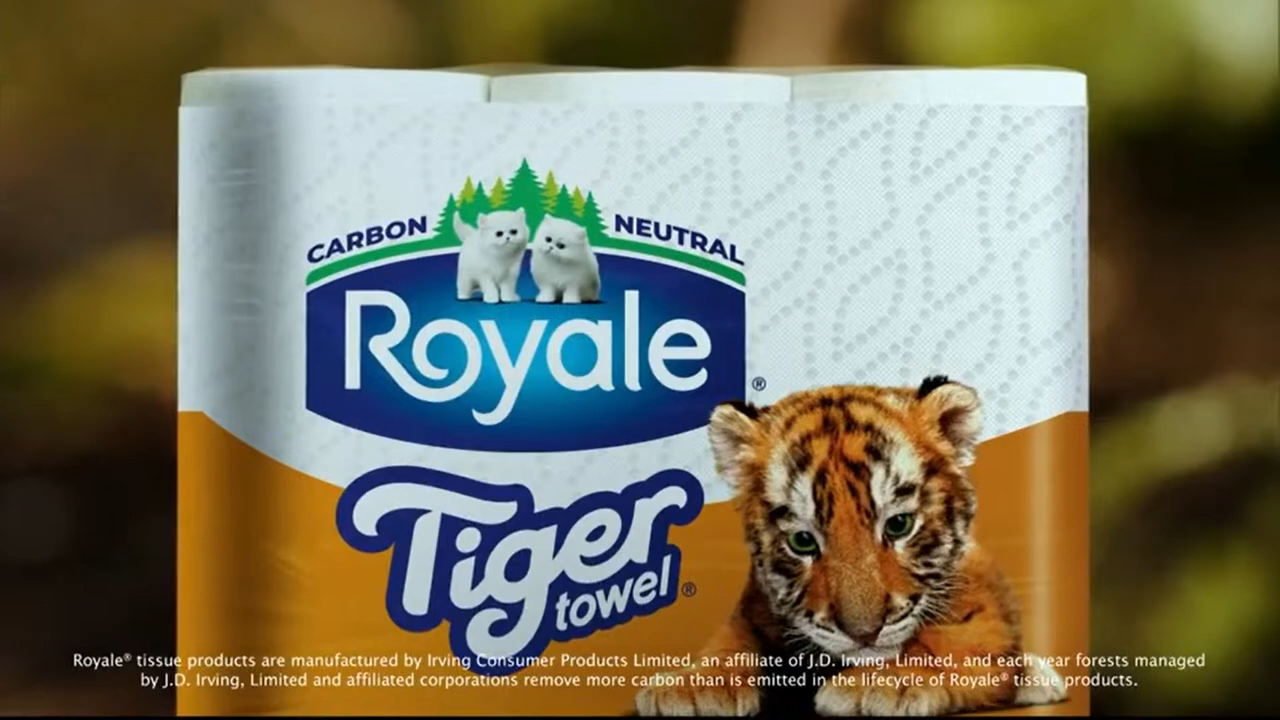 CARBON NEUTRAL
Royale®
Tiger
towel®
Royale® tissue products are manufactured by Irving Consumer Products Limited, an affiliate of J.D. Irving, Limited, and each year forests managed
by J.D. Irving, Limited and affiliated corporations remove more carbon than is emitted in the lifecycle of Royale® tissue products.